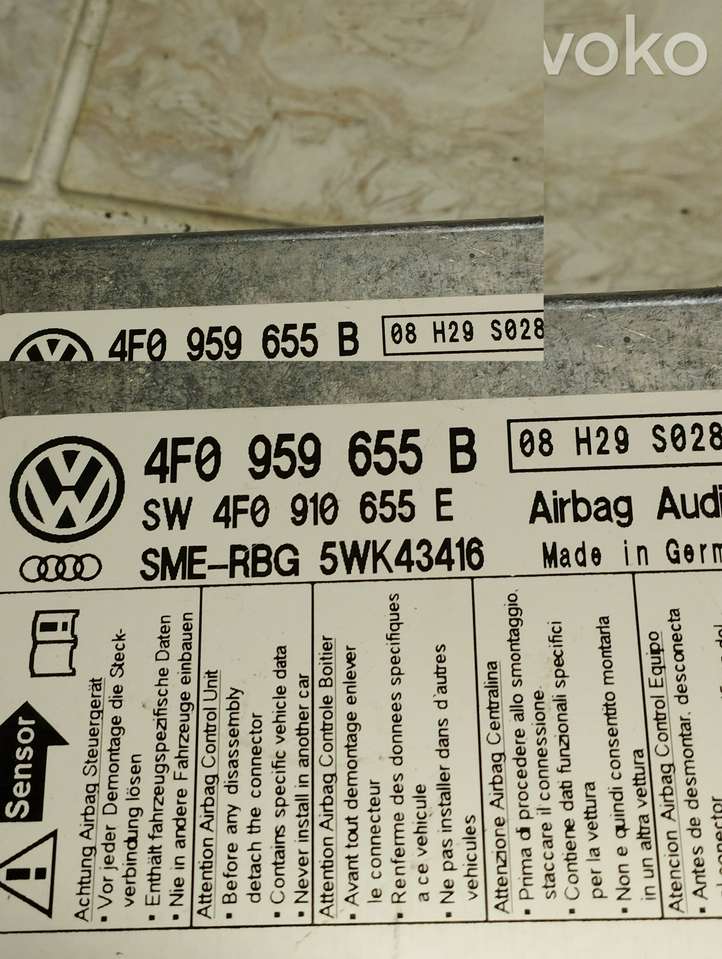 voko
4F0 959 655 B
08 H29 S028
4F0 959 655 B
08 H29 S028
SW 4F0 910 655 E
Airbag Audi
SME-RBG 5WK43416
Made in Germ
Sensor
Achtung Airbag Steuergerät
• Vor jeder Demontage die Steck-
verbindung lösen
• Enthält fahrzeugspezifische Daten
• Nie in andere Fahrzeuge einbauen
Attention Airbag Control Unit
• Before any disassembly
detach the connector
• Contains specific vehicle data
• Never install in another car
Attention Airbag Controle Boitier
• Avant tout demontage enlever
le connecteur
• Renferme des donnees specifiques
a ce vehicule
• Ne pas installer dans d'autres
vehicules
Attenzione Airbag Centralina
• Prima di procedere allo smontaggio.
staccare il connessione
• Contiene dati funzionali specifici
per la vettura
• Non e quindi consentito montaria
in un altra vettura
Atencion Airbag Control Equipo
• Antes de desmontar. desconecta